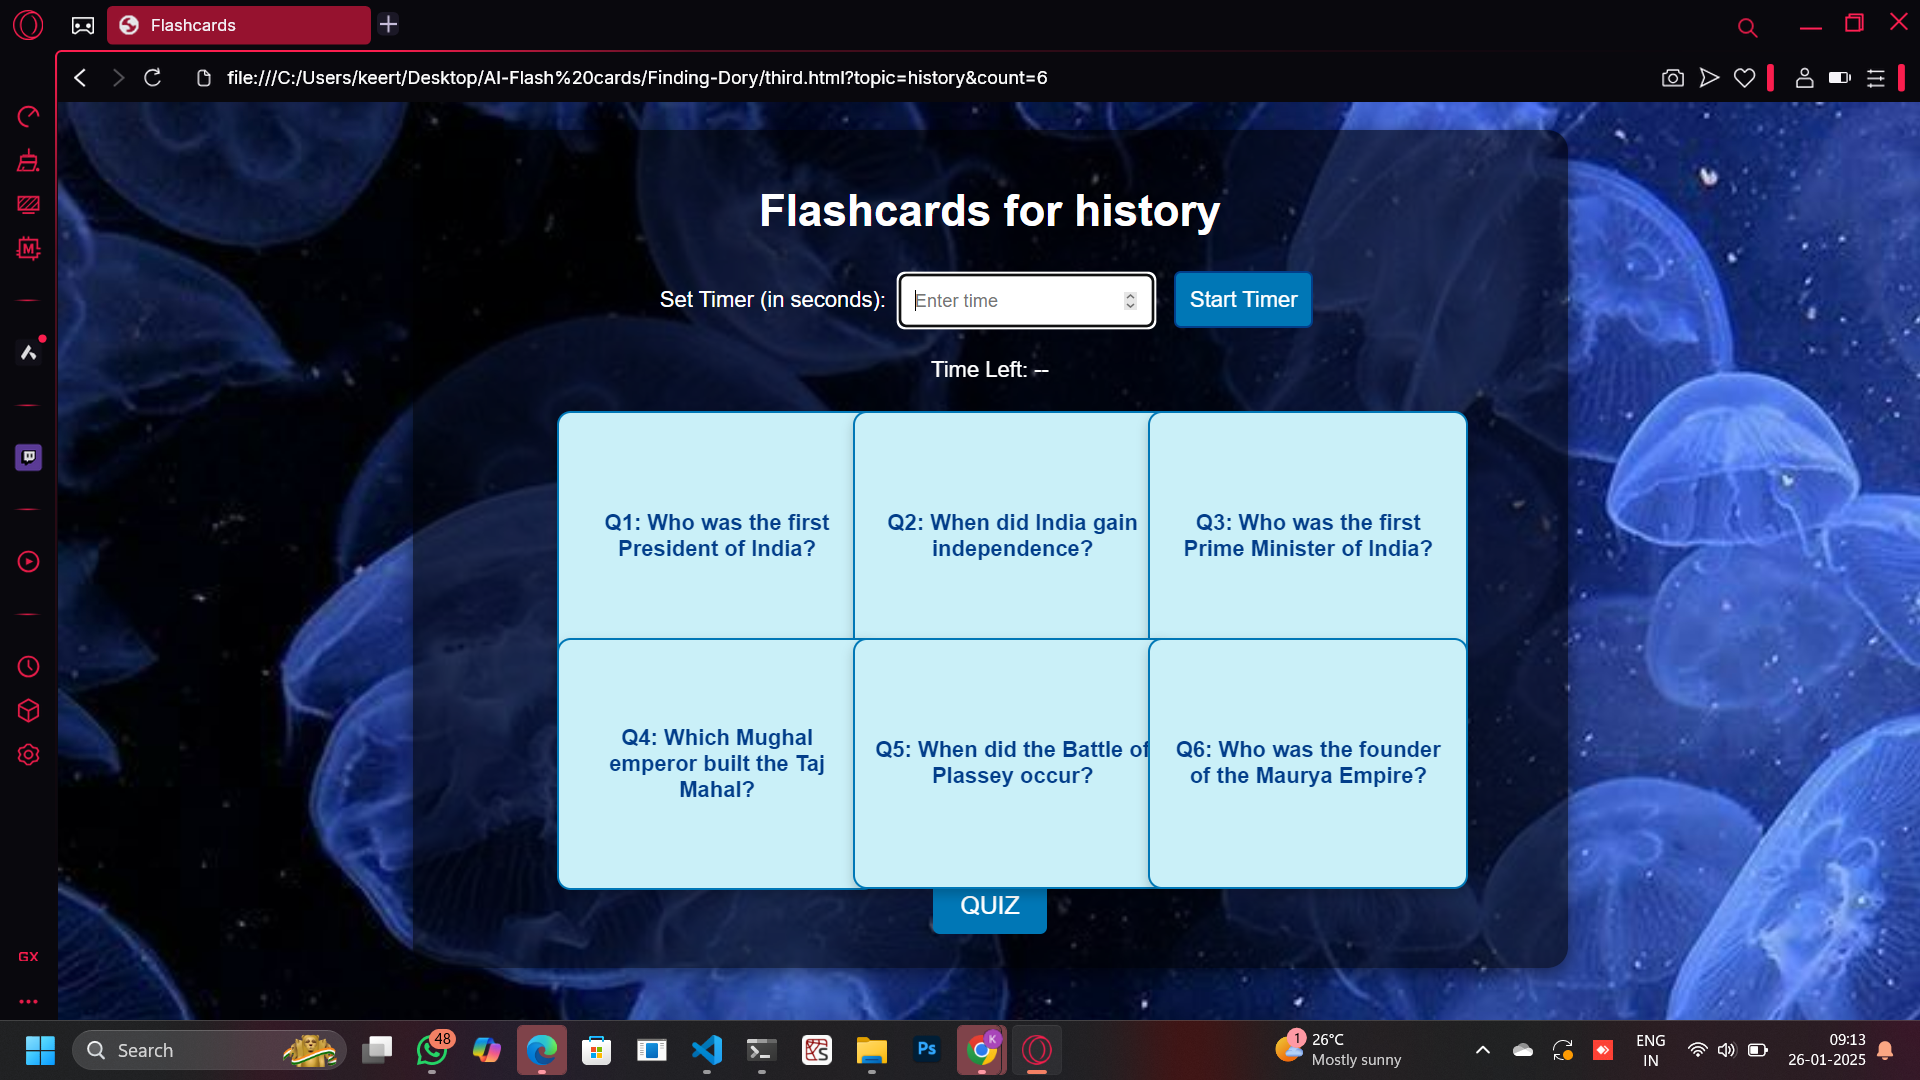 Flashcards
file:///C:/Users/keert/Desktop/AI-Flash%20cards/Finding-Dory/third.html?topic=history&count=6
Flashcards for history
Set Timer (in seconds): Enter time Start Timer
Time Left: --
Q1: Who was the first
President of India?
Q2: When did India gain
independence?
Q3: Who was the first
Prime Minister of India?
Q4: Which Mughal
emperor built the Taj
Mahal?
Q5: When did the Battle of
Plassey occur?
Q6: Who was the founder
of the Maurya Empire?
QUIZ
M
GX
Search
48
Ps
K
1
26°C
Mostly sunny
ENG
IN
09:13
26-01-2025